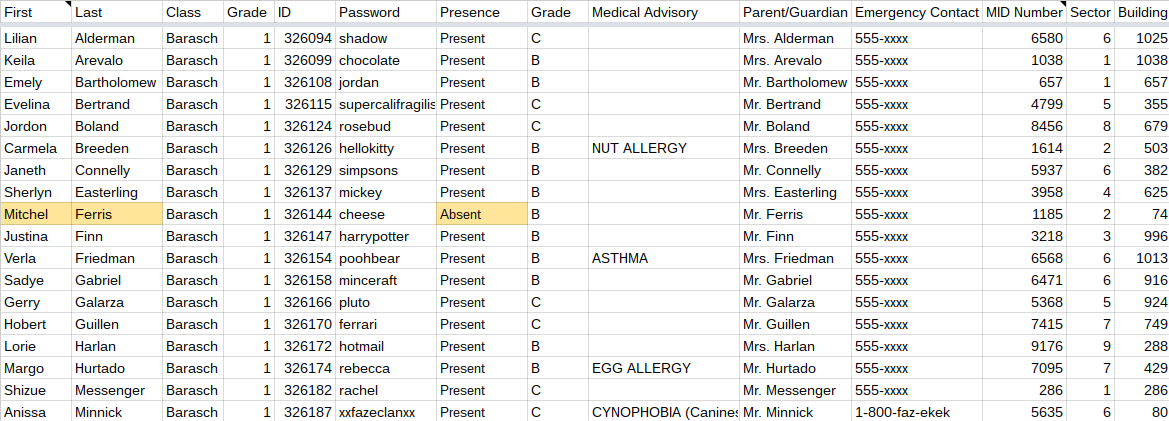 First Last Class Grade ID Password Presence Grade Medical Advisory Parent/Guardian Emergency Contact MID Number Sector Building
Lilian Alderman Barasch 1 326094 shadow Present C Mrs. Alderman 555-xxxx 6580 6 1025
Keila Arevalo Barasch 1 326099 chocolate Present B Mrs. Arevalo 555-xxxx 1038 1 1038
Emely Bartholomew Barasch 1 326108 jordan Present B Mr. Bartholomew 555-xxxx 657 1 657
Evelina Bertrand Barasch 1 326115 supercalifragilis Present C Mr. Bertrand 555-xxxx 4799 5 355
Jordon Boland Barasch 1 326124 rosebud Present C Mr. Boland 555-xxxx 8456 8 679
Carmela Breeden Barasch 1 326126 hellokitty Present B NUT ALLERGY Mrs. Breeden 555-xxxx 1614 2 503
Janeth Connelly Barasch 1 326129 simpsons Present B Mr. Connelly 555-xxxx 5937 6 382
Sherlyn Easterling Barasch 1 326137 mickey Present B Mrs. Easterling 555-xxxx 3958 4 625
Mitchel Ferris Barasch 1 326144 cheese Absent B Mr. Ferris 555-xxxx 1185 2 74
Justina Finn Barasch 1 326147 harrypotter Present B Mr. Finn 555-xxxx 3218 3 996
Verla Friedman Barasch 1 326154 poohbear Present B ASTHMA Mrs. Friedman 555-xxxx 6568 6 1013
Sadye Gabriel Barasch 1 326158 minceraft Present B Mr. Gabriel 555-xxxx 6471 6 916
Gerry Galarza Barasch 1 326166 pluto Present C Mr. Galarza 555-xxxx 5368 5 924
Hobert Guillen Barasch 1 326170 ferrari Present C Mr. Guillen 555-xxxx 7415 7 749
Lorie Harlan Barasch 1 326172 hotmail Present B Mrs. Harlan 555-xxxx 9176 9 288
Margo Hurtado Barasch 1 326174 rebecca Present B EGG ALLERGY Mr. Hurtado 555-xxxx 7095 7 429
Shizue Messenger Barasch 1 326182 rachel Present C Mr. Messenger 555-xxxx 286 1 286
Anissa Minnick Barasch 1 326187 xxfazeclanxx Present C CYNOPHOBIA (Canines Mr. Minnick 1-800-faz-ekek 5635 6 80